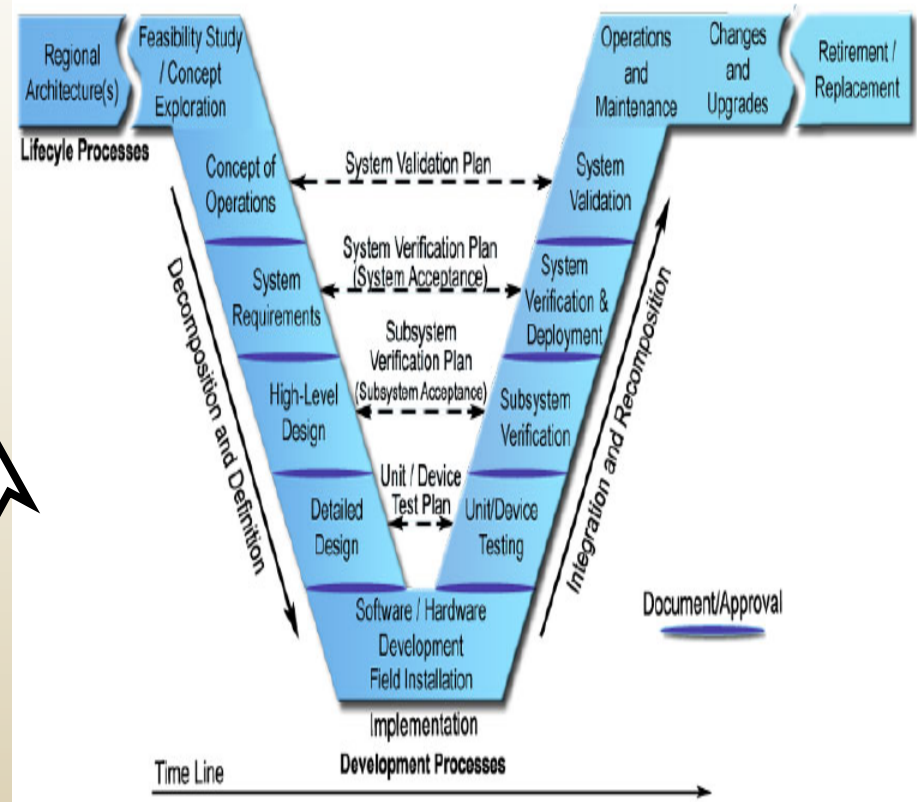 Regional
Architecture(s)
Feasibility Study
/ Concept
Exploration
Operations
and
Maintenance
Changes
and
Upgrades
Retirement /
Replacement
Lifecyle Processes
Concept of
Operations
System Validation Plan
System
Validation
System
Requirements
System Verification Plan
(System Acceptance)
System
Verification &
Deployment
High-Level
Design
Subsystem
Verification Plan
(Subsystem Acceptance)
Subsystem
Verification
Detailed
Design
Unit / Device
Test Plan
Unit/Device
Testing
Decomposition and Definition
Integration and Recomposition
Software / Hardware
Development
Field Installation
Document/Approval
Implementation
Development Processes
Time Line